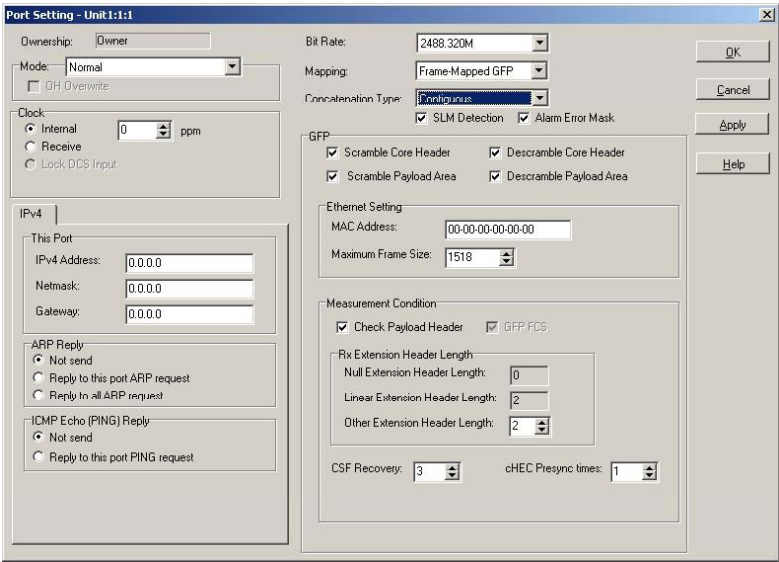 Port Setting - Unit1:1:1
Ownership: Owner
Mode: Normal
OH Overwrite
Clock
Internal 0 ppm
Receive
Lock DCS Input
IPv4
This Port
IPv4 Address: 0.0.0.0
Netmask: 0.0.0.0
Gateway: 0.0.0.0
ARP Reply
Not send
Reply to this port ARP request
Reply to all ARP request
ICMP Echo (PING) Reply
Not send
Reply to this port PING request
Bit Rate: 2488.320M
Mapping: Frame-Mapped GFP
Concatenation Type: Contiguous
SLM Detection Alarm Error Mask
GFP
Scramble Core Header Descramble Core Header
Scramble Payload Area Descramble Payload Area
Ethernet Setting
MAC Address: 00-00-00-00-00-00
Maximum Frame Size: 1518
Measurement Condition
Check Payload Header GFP FCS
Rx Extension Header Length
Null Extension Header Length: 0
Linear Extension Header Length: 2
Other Extension Header Length: 2
CSF Recovery: 3 cHEC Presync times: 1
OK
Cancel
Apply
Help